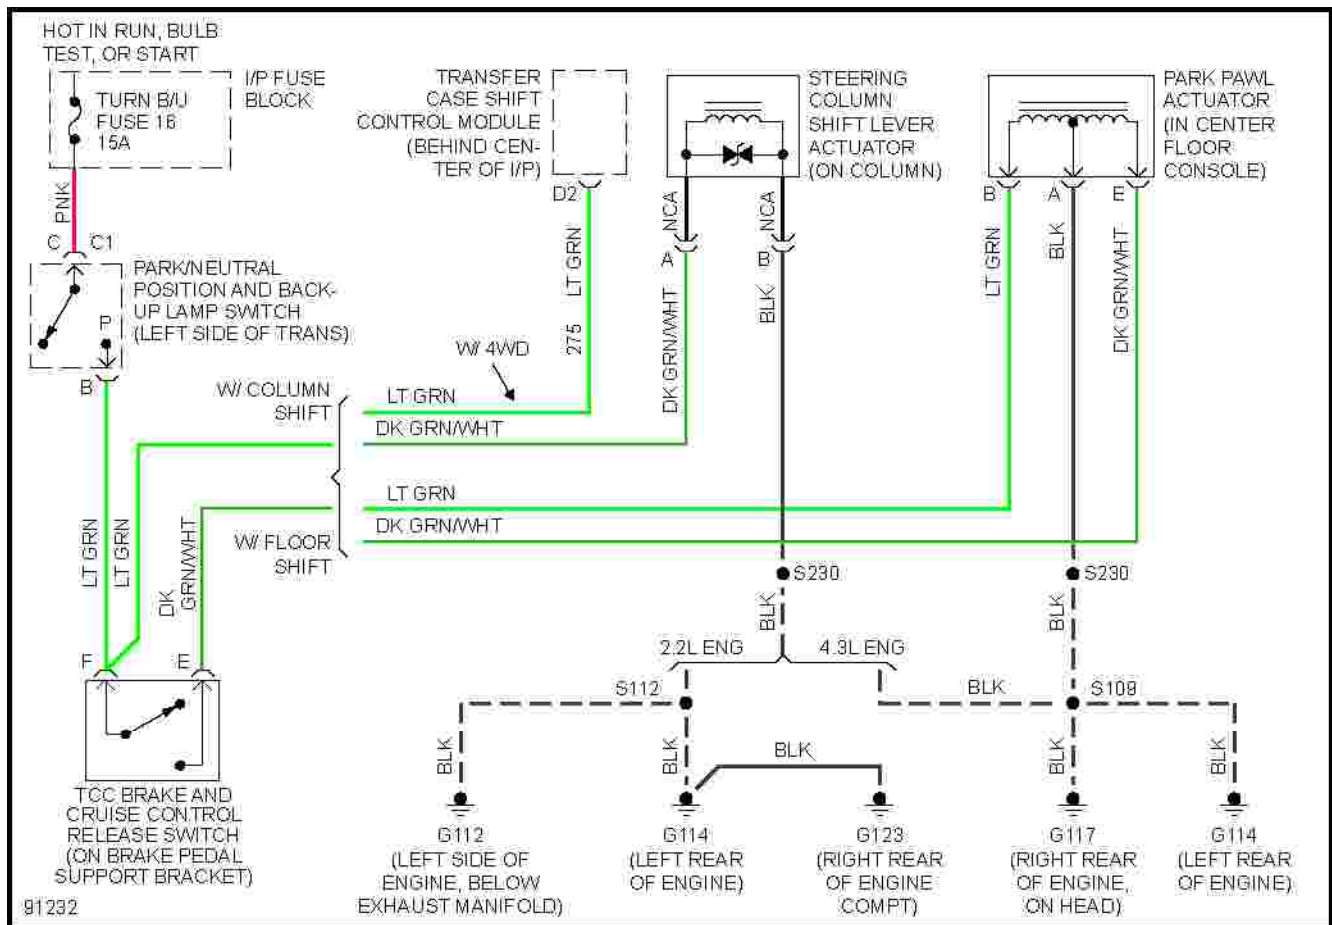 HOT IN RUN, BULB
TEST, OR START
I/P FUSE
BLOCK
TURN B/U
FUSE 16
15A
PNK
C
C1
PARK/NEUTRAL
POSITION AND BACK-
UP LAMP SWITCH
(LEFT SIDE OF TRANS)
P
B
TRANSFER
CASE SHIFT
CONTROL MODULE
(BEHIND CEN-
TER OF I/P)
D2
LT GRN
275
STEERING
COLUMN
SHIFT LEVER
ACTUATOR
(ON COLUMN)
NCA
NCA
A
B
DK GRN/WHT
BLK
PARK PAWL
ACTUATOR
(IN CENTER
FLOOR
CONSOLE)
B
A
E
LT GRN
BLK
DK GRN/WHT
W/ 4WD
W/ COLUMN
SHIFT
LT GRN
DK GRN/WHT
LT GRN
DK GRN/WHT
W/ FLOOR
SHIFT
LT GRN
LT GRN
DK
GRN/WHT
F
E
TCC BRAKE AND
CRUISE CONTROL
RELEASE SWITCH
(ON BRAKE PEDAL
SUPPORT BRACKET)
S230
S230
BLK
BLK
2.2L ENG
4.3L ENG
S112
BLK
S109
BLK
BLK
BLK
BLK
BLK
G112
(LEFT SIDE OF
ENGINE, BELOW
EXHAUST MANIFOLD)
G114
(LEFT REAR
OF ENGINE)
G123
(RIGHT REAR
OF ENGINE
COMPT)
G117
(RIGHT REAR
OF ENGINE,
ON HEAD)
G114
(LEFT REAR
OF ENGINE)
91232